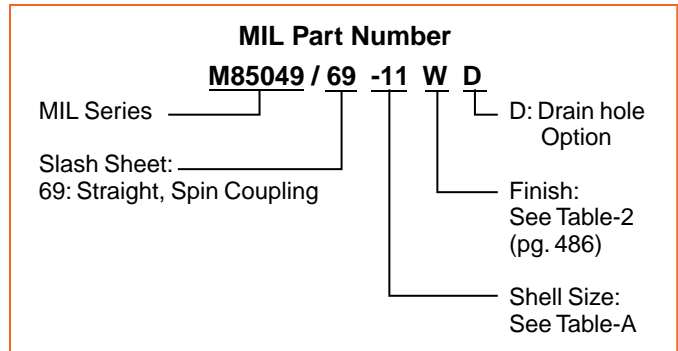 MIL Part Number
M85049 / 69 -11 W D
MIL Series
D: Drain hole
Option
Slash Sheet:
69: Straight, Spin Coupling
Finish:
See Table-2
(pg. 486)
Shell Size:
See Table-A